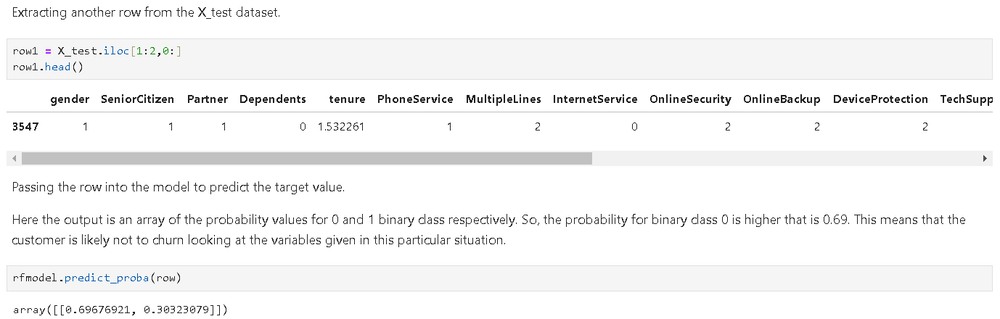 Extracting another row from the X_test dataset.
row1 = X_test.iloc[1:2,0:]
row1.head()
gender SeniorCitizen Partner Dependents tenure PhoneService MultipleLines InternetService OnlineSecurity OnlineBackup DeviceProtection TechSupp
3547 1 1 1 0 1.532261 1 2 0 2 2 2
Passing the row into the model to predict the target value.
Here the output is an array of the probability values for 0 and 1 binary class respectively. So, the probability for binary class 0 is higher that is 0.69. This means that the
customer is likely not to churn looking at the variables given in this particular situation.
rfmodel.predict_proba(row)
array([[0.69676921, 0.30323079]])